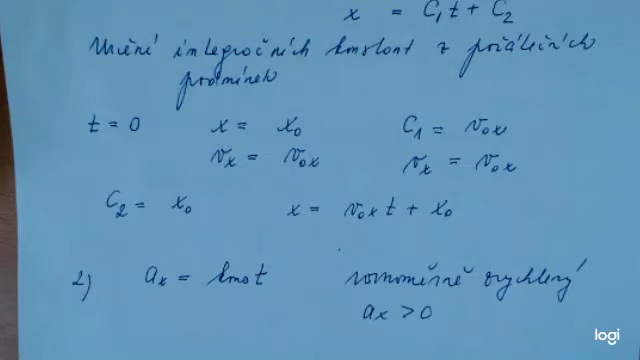 x = C₁t + C₂
Určení integračních konstant z počátečních
podmínek
t = 0 x = x₀ C₁ = v₀ₓ
vₓ = v₀ₓ vₓ = v₀ₓ
C₂ = x₀ x = v₀ₓt + x₀
2) aₓ = konst rovnoměrně zrychlený
aₓ > 0
logi